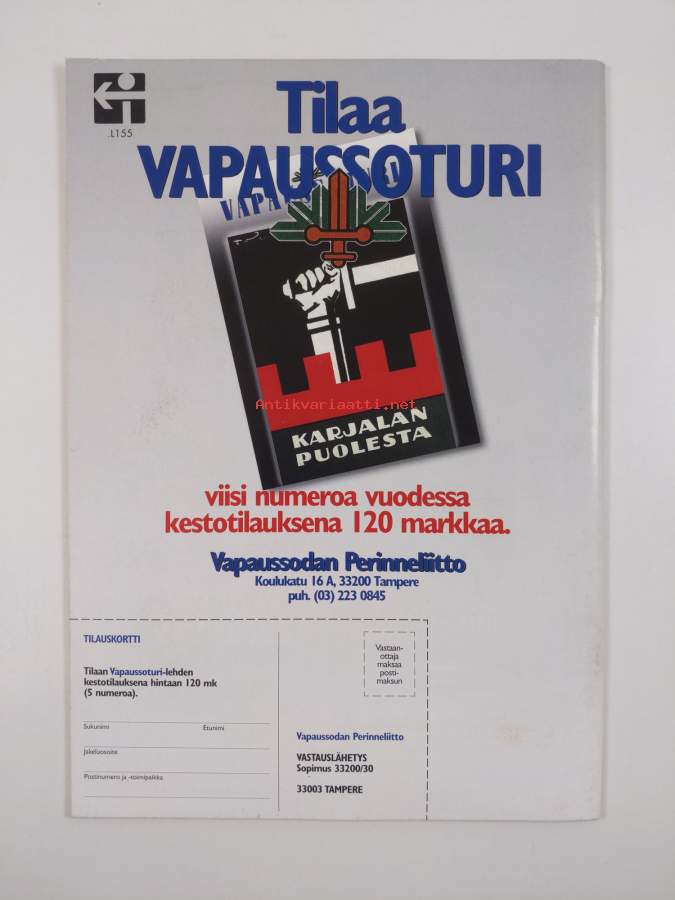 .L155
Tilaa
VAPAUSSOTURI
KARJALAN
PUOLESTA
Antikvariaatti.net
viisi numeroa vuodessa
kestotilauksena 120 markkaa.
Vapaussodan Perinneliitto
Koulukatu 16 A, 33200 Tampere
puh. (03) 223 0845
TILAUSKORTTI
Tilaan Vapaussoturi-lehden
kestotilauksena hintaan 120 mk
(5 numeroa).
Sukunimi Etunimi
Jakeluosoite
Postinumero ja -toimipaikka
Vastaan-
ottaja
maksaa
posti-
maksun
Vapaussodan Perinneliitto
VASTAUSLÄHETYS
Sopimus 33200/30
33003 TAMPERE